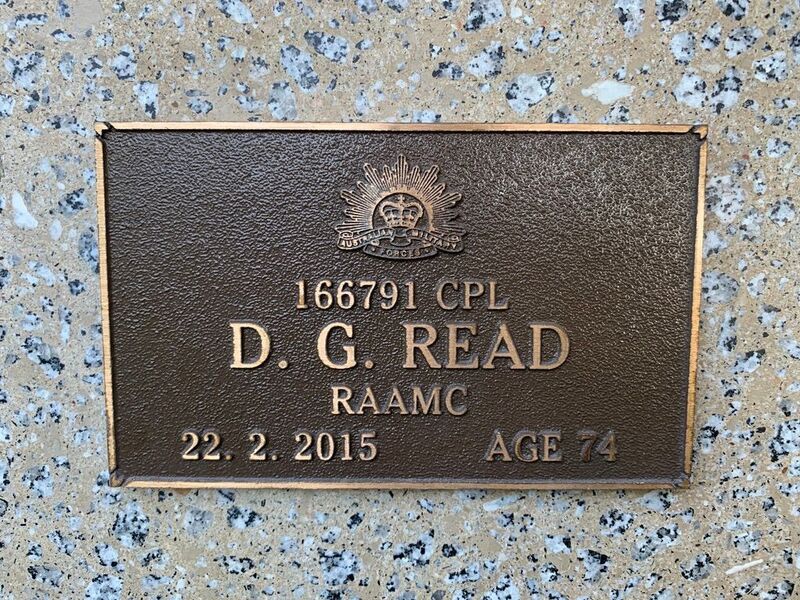 AUSTRALIAN MILITARY
FORCES
166791 CPL
D. G. READ
RAAMC
22. 2. 2015 AGE 74